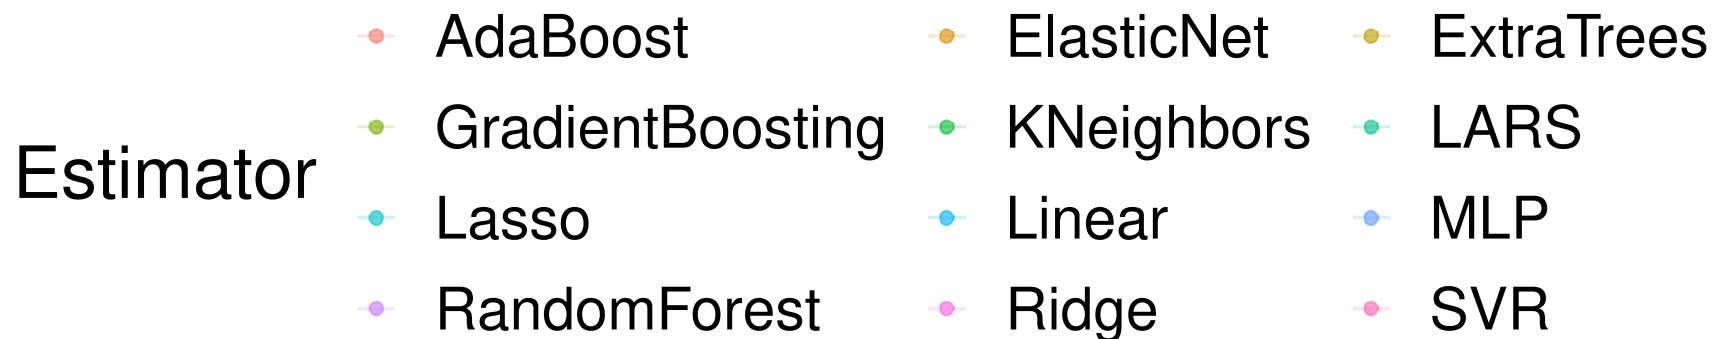 Estimator
AdaBoost ElasticNet ExtraTrees
GradientBoosting KNeighbors LARS
Lasso Linear MLP
RandomForest Ridge SVR